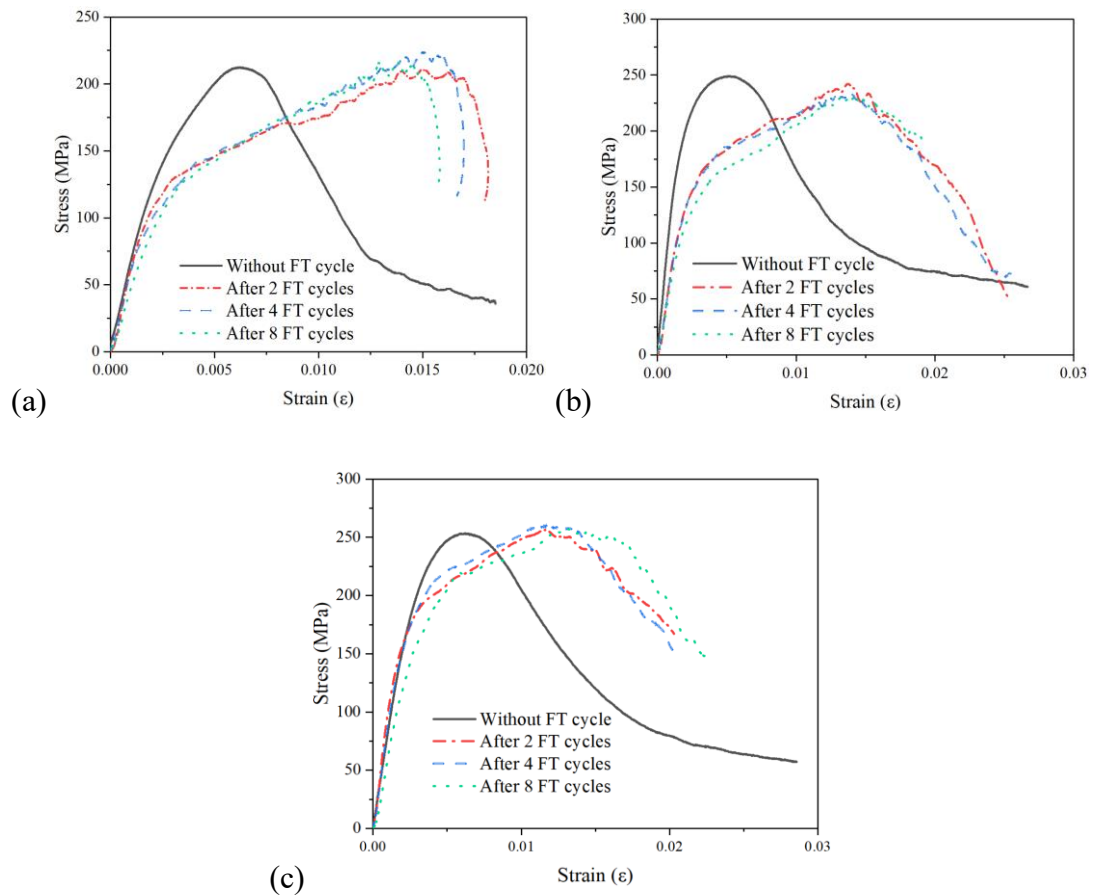 250
200
150
100
50
0
Stress (MPa)
Without FT cycle
After 2 FT cycles
After 4 FT cycles
After 8 FT cycles
0.000 0.005 0.010 0.015 0.020
Strain (ε)
(a)
300
250
200
150
100
50
0
Stress (MPa)
Without FT cycle
After 2 FT cycles
After 4 FT cycles
After 8 FT cycles
0.00 0.01 0.02 0.03
Strain (ε)
(b)
300
250
200
150
100
50
0
Stress (MPa)
Without FT cycle
After 2 FT cycles
After 4 FT cycles
After 8 FT cycles
0.00 0.01 0.02 0.03
Strain (ε)
(c)